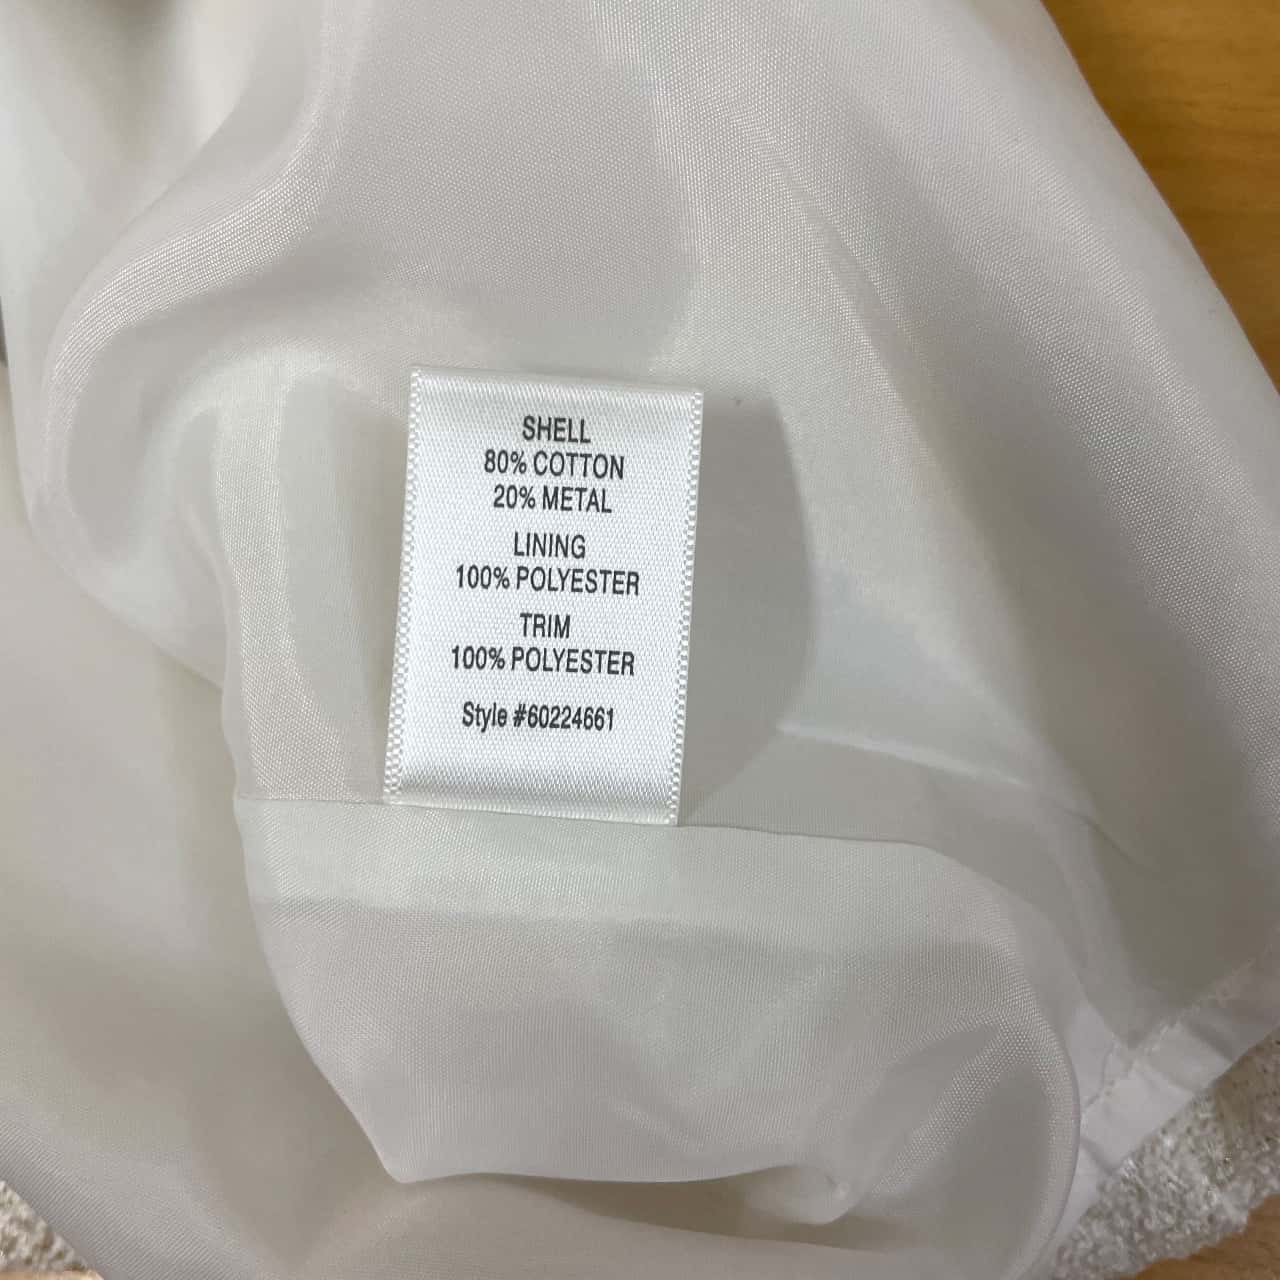 SHELL
80% COTTON
20% METAL
LINING
100% POLYESTER
TRIM
100% POLYESTER
Style #60224661